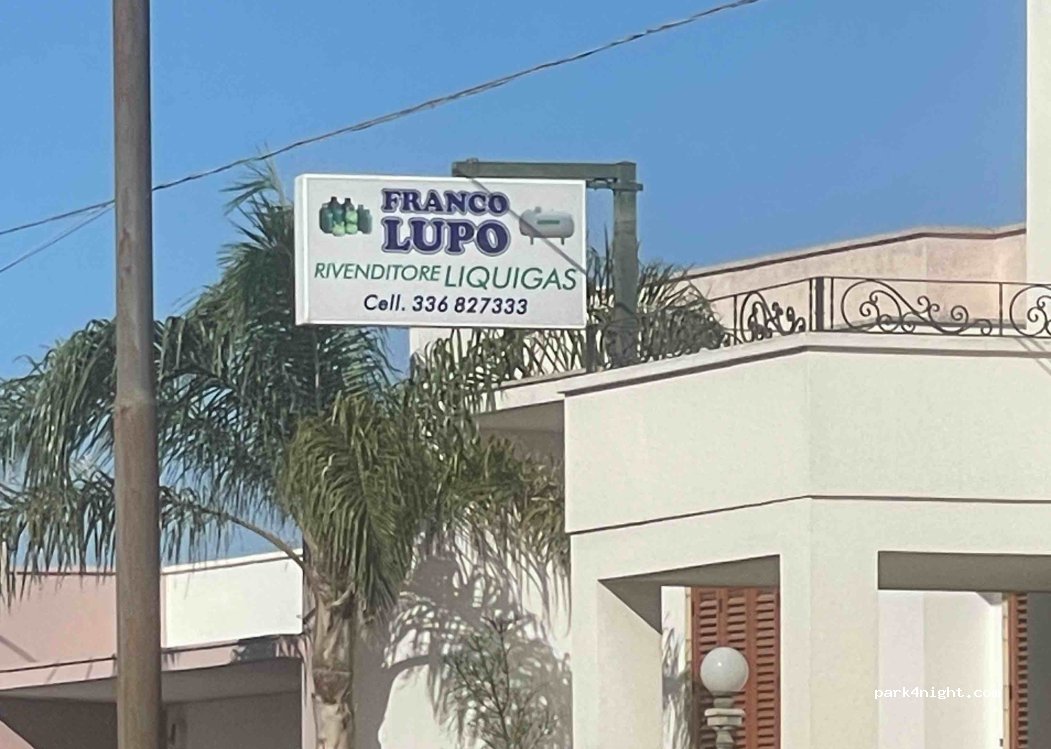 FRANCO
LUPO
RIVENDITORE LIQUIGAS
Cell. 336 827333
park4night.com